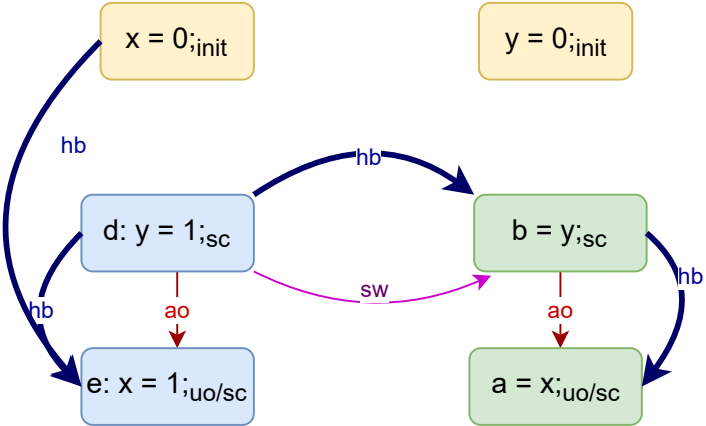 x = 0;init
y = 0;init
hb
hb
d: y = 1;sc
b = y;sc
hb
sw
hb
ao
ao
e: x = 1;uo/sc
a = x;uo/sc